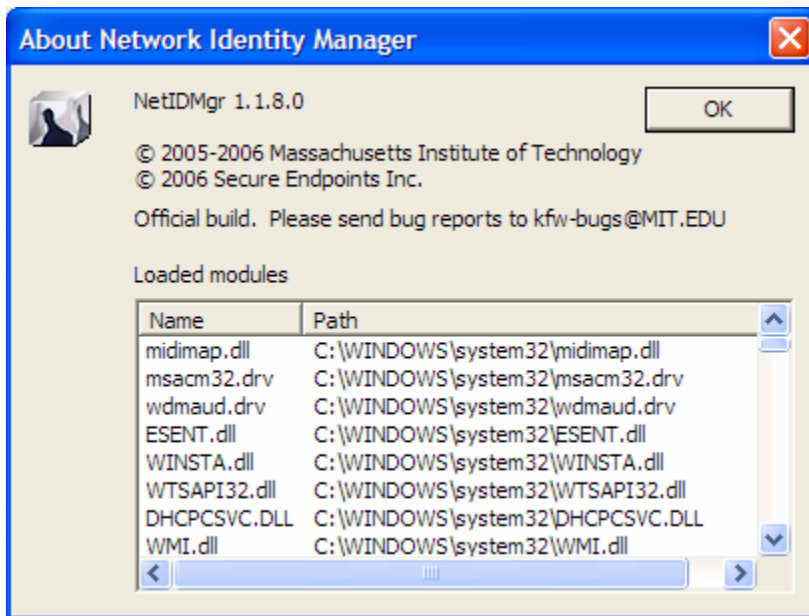 About Network Identity Manager
NetIDMgr 1.1.8.0
OK
© 2005-2006 Massachusetts Institute of Technology
© 2006 Secure Endpoints Inc.
Official build.  Please send bug reports to kfw-bugs@MIT.EDU
Loaded modules
Name Path
midimap.dll C:\WINDOWS\system32\midimap.dll
msacm32.drv C:\WINDOWS\system32\msacm32.drv
wdmaud.drv C:\WINDOWS\system32\wdmaud.drv
ESENT.dll C:\WINDOWS\system32\ESENT.dll
WINSTA.dll C:\WINDOWS\system32\WINSTA.dll
WTSAPI32.dll C:\WINDOWS\system32\WTSAPI32.dll
DHCPCSVC.DLL C:\WINDOWS\system32\DHCPCSVC.DLL
WMI.dll C:\WINDOWS\system32\WMI.dll